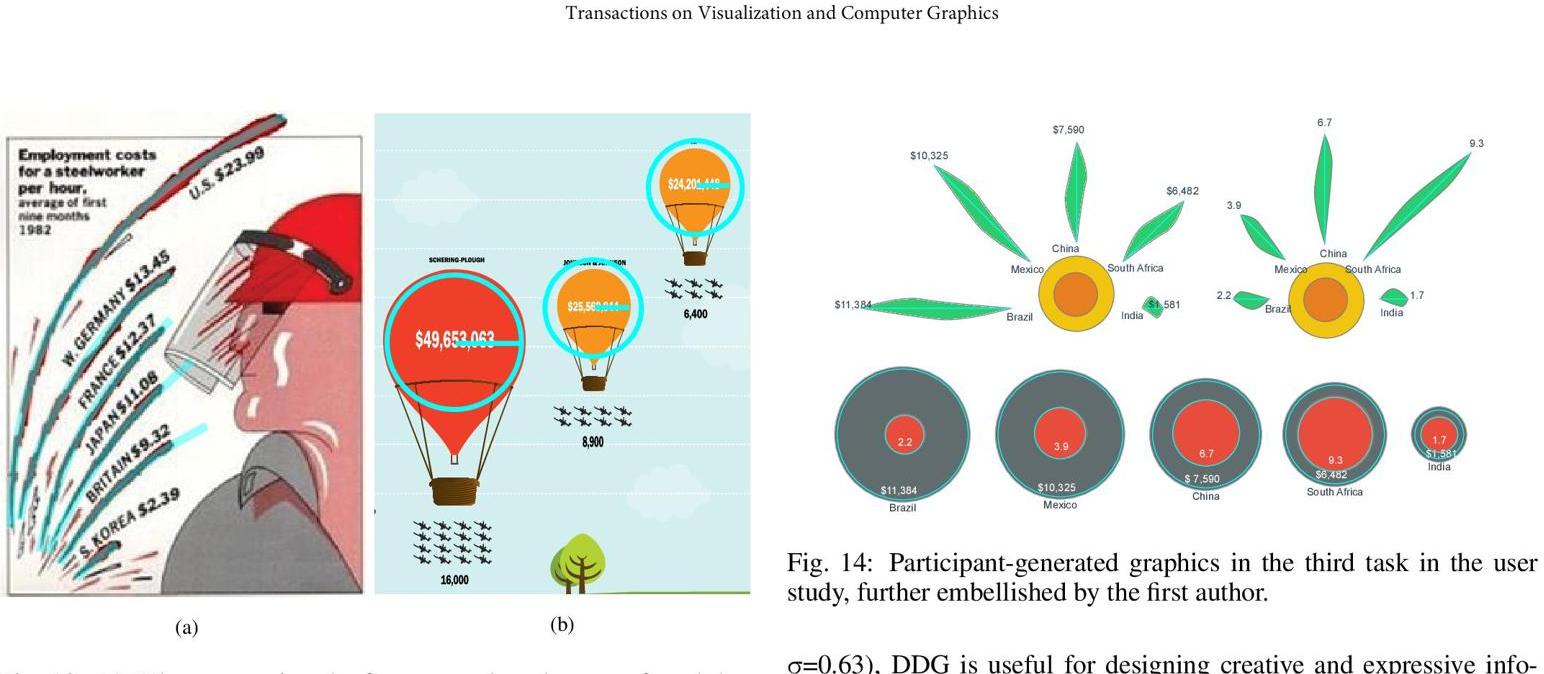 Transactions on Visualization and Computer Graphics
Employment costs
for a steelworker
per hour,
average of first
nine months
1982
U.S. $23.99
W. GERMANY $13.45
FRANCE $12.37
JAPAN $11.08
BRITAIN $9.32
S. KOREA $2.39
(a)
SCHERING-PLOUGH
$49,653,063
16,000
JOHNSON & JOHNSON
8,900
6,400
(b)
$11,384
Brazil
$10,325
Mexico
$7,590
China
$6,482
South Africa
$1,581
India
2.2
Brazil
3.9
Mexico
6.7
China
9.3
South Africa
1.7
India
2.2
$11,384
Brazil
3.9
$10,325
Mexico
6.7
$ 7,590
China
9.3
$6,482
South Africa
1.7
$1,581
India
Fig. 14: Participant-generated graphics in the third task in the user
study, further embellished by the first author.
σ=0.63), DDG is useful for designing creative and expressive info-